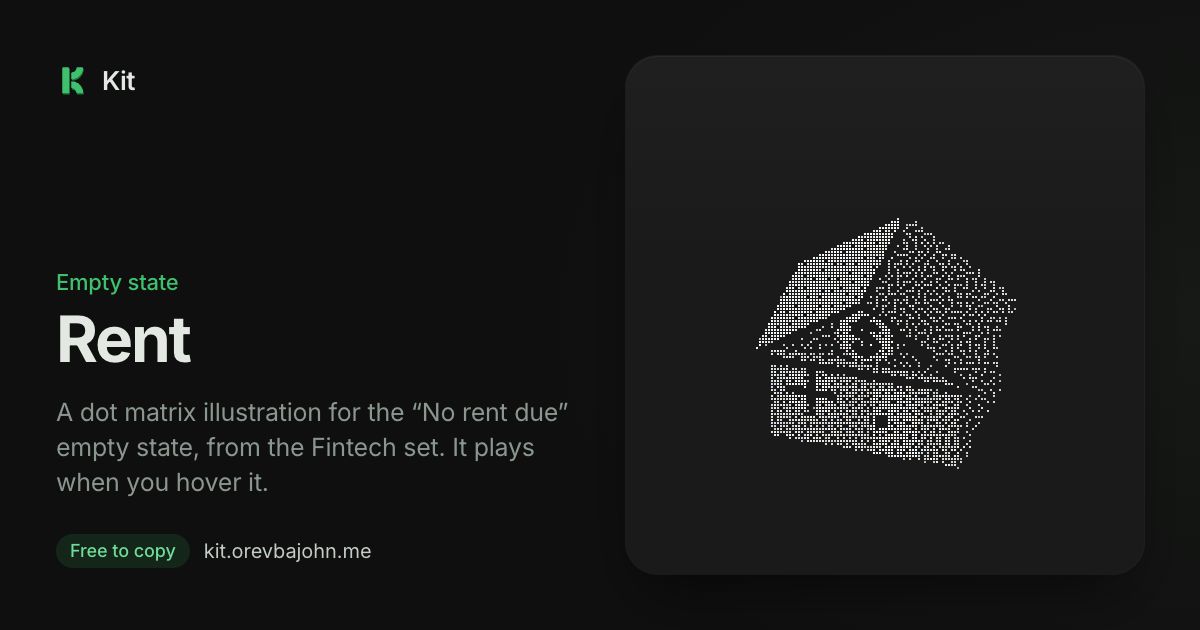 Kit
Empty state
Rent
A dot matrix illustration for the “No rent due”
empty state, from the Fintech set. It plays
when you hover it.
Free to copy
kit.orevbajohn.me